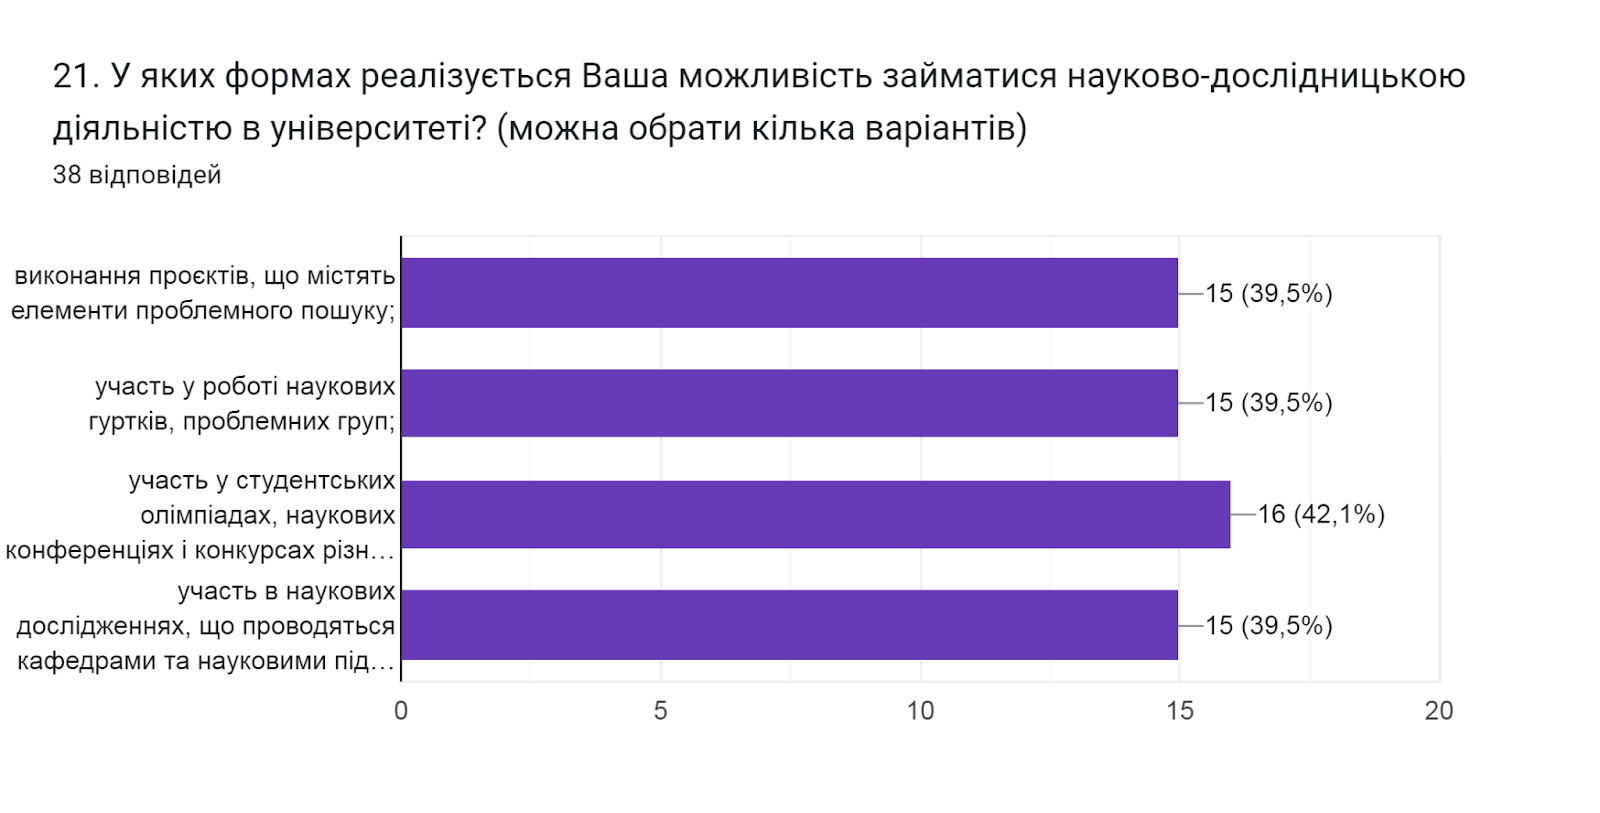 21. У яких формах реалізується Ваша можливість займатися науково-дослідницькою
діяльністю в університеті? (можна обрати кілька варіантів)
38 відповідей
виконання проєктів, що містять
елементи проблемного пошуку;
15 (39,5%)
участь у роботі наукових
гуртків, проблемних груп;
15 (39,5%)
участь у студентських
олімпіадах, наукових
конференціях і конкурсах різн…
16 (42,1%)
участь в наукових
дослідженнях, що проводяться
кафедрами та науковими під…
15 (39,5%)
0 5 10 15 20